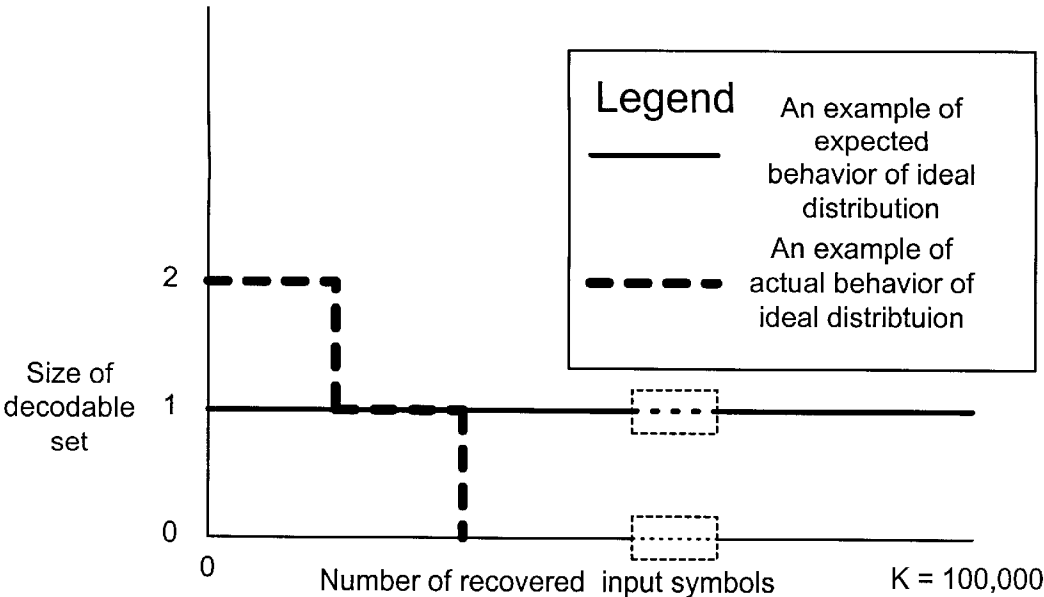 Legend
An example of
expected
behavior of ideal
distribution
An example of
actual behavior of
ideal distribtuion
2
Size of
decodable
set
1
0
0
Number of recovered input symbols
K = 100,000